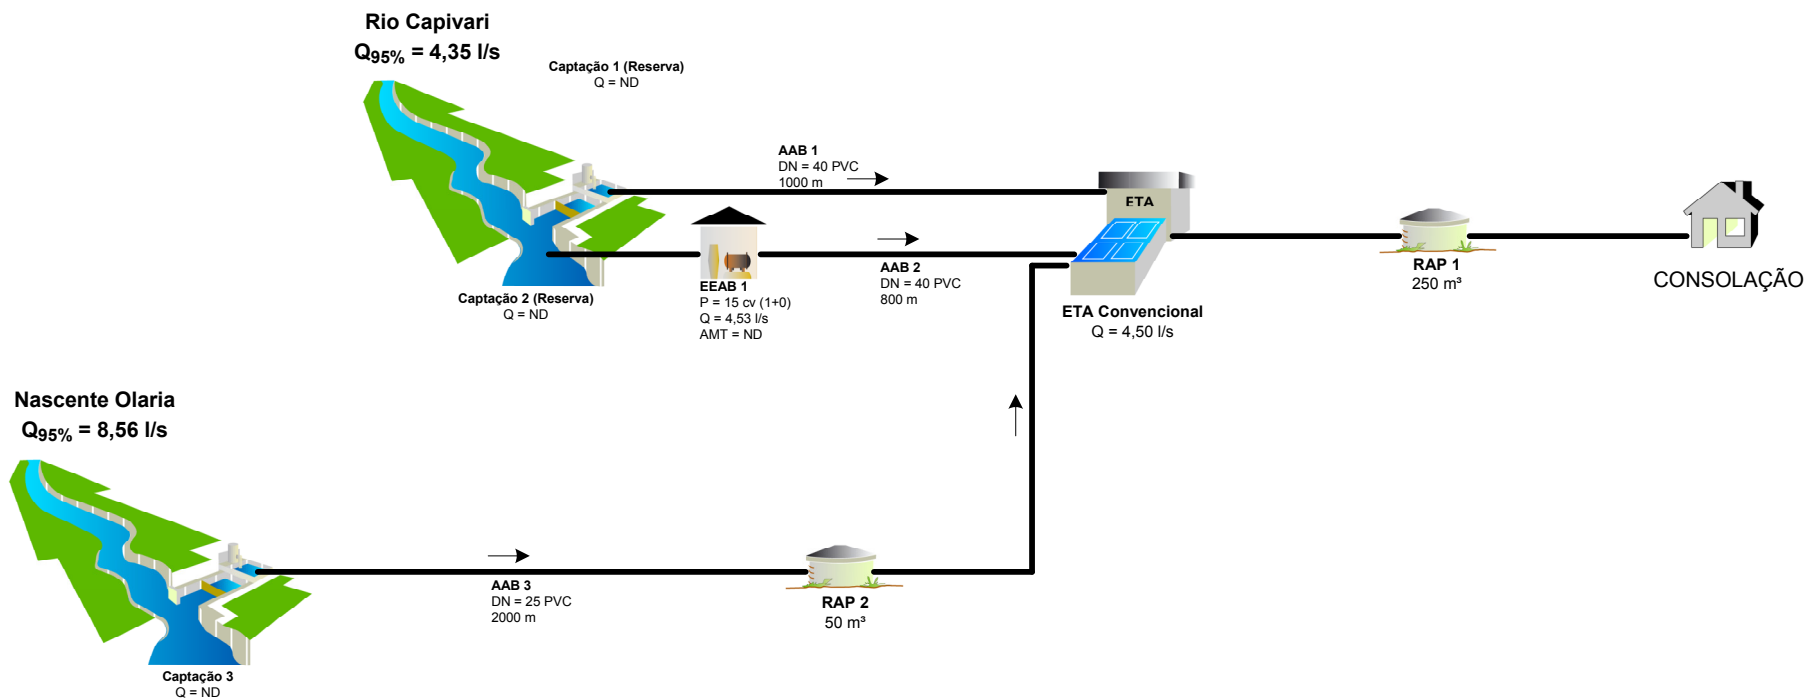 Rio Capivari
Q95% = 4,35 l/s
Captação 1 (Reserva)
Q = ND
AAB 1
DN = 40 PVC
1000 m
ETA
EEAB 1
P = 15 cv (1+0)
Q = 4,53 l/s
AMT = ND
AAB 2
DN = 40 PVC
800 m
Captação 2 (Reserva)
Q = ND
ETA Convencional
Q = 4,50 l/s
RAP 1
250 m³
CONSOLAÇÃO
Nascente Olaria
Q95% = 8,56 l/s
AAB 3
DN = 25 PVC
2000 m
RAP 2
50 m³
Captação 3
Q = ND